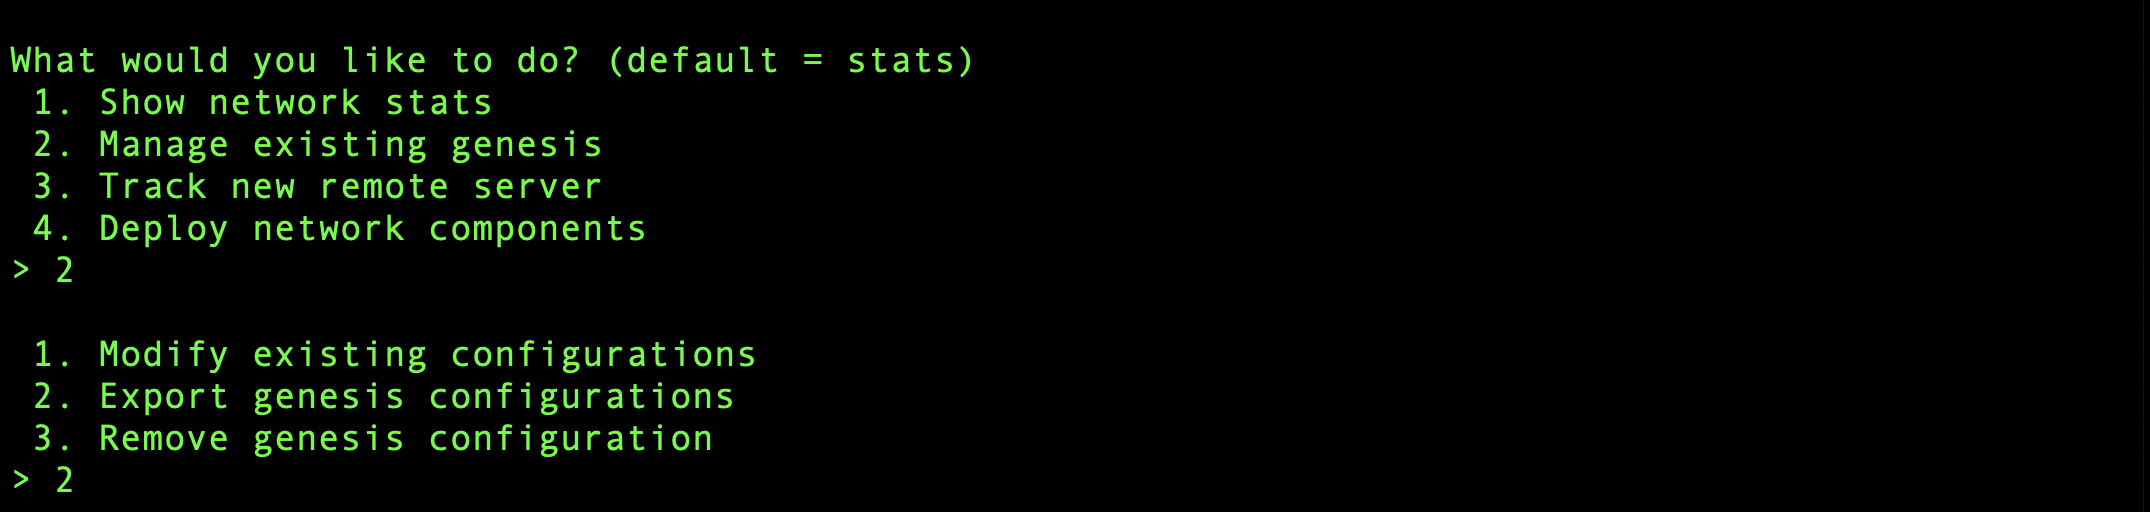 What would you like to do? (default = stats)
 1. Show network stats
 2. Manage existing genesis
 3. Track new remote server
 4. Deploy network components
> 2

 1. Modify existing configurations
 2. Export genesis configurations
 3. Remove genesis configuration
> 2